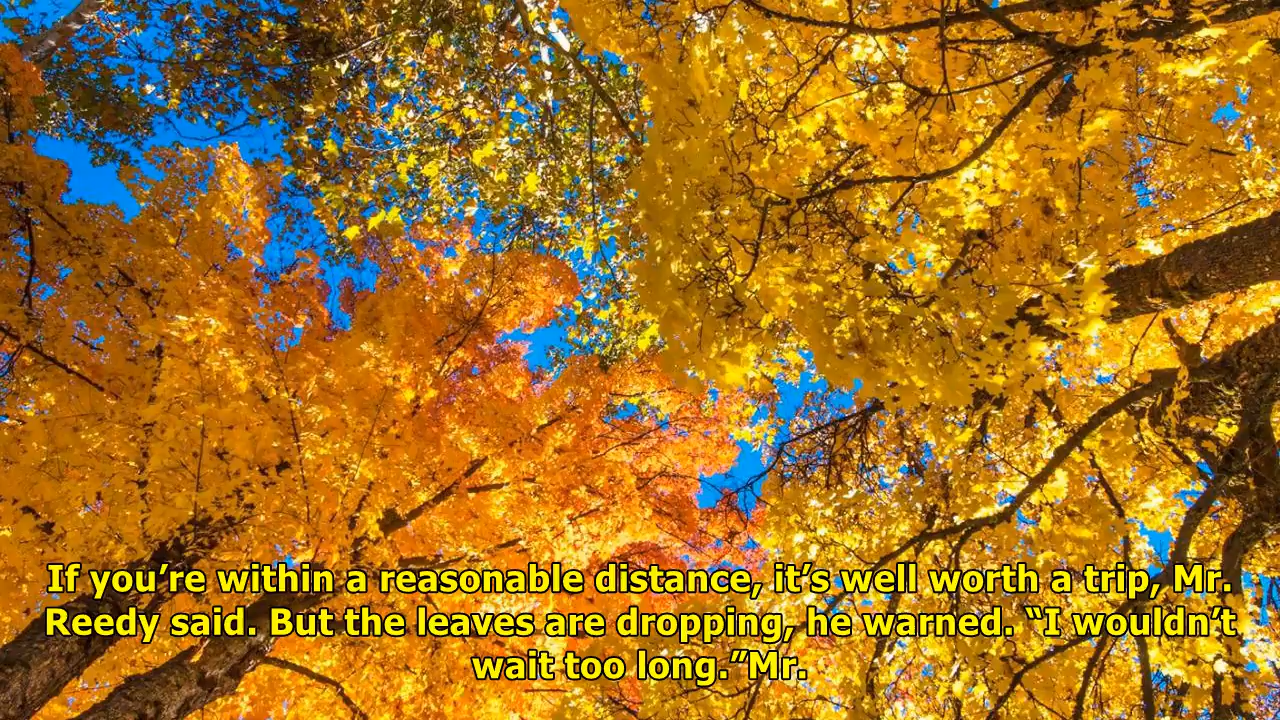 If you’re within a reasonable distance, it’s well worth a trip, Mr.
Reedy said. But the leaves are dropping, he warned. “I wouldn’t
wait too long.”Mr.